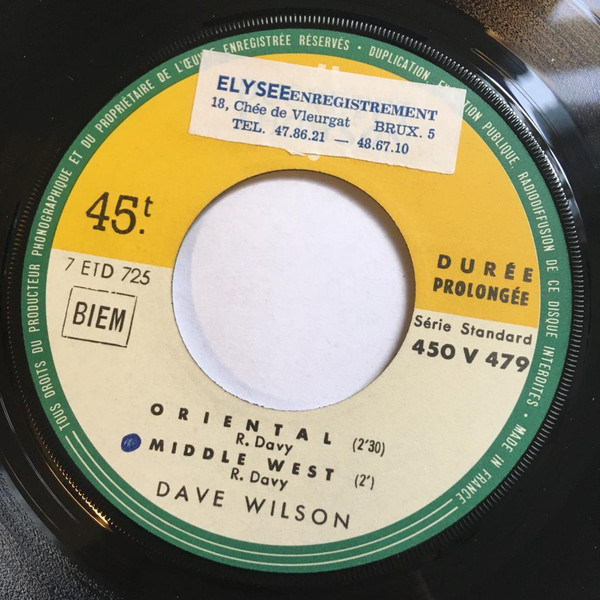 TOUS DROITS DU PRODUCTEUR PHONOGRAPHIQUE ET DU PROPRIÉTAIRE DE L'ŒUVRE ENREGISTRÉE RÉSERVÉS • DUPLICATION PUBLIQUE, RADIODIFFUSION DE CE DISQUE INTERDITES • MADE IN FRANCE
ELYSEE ENREGISTREMENT
18, Chée de Vleurgat BRUX. 5
TEL. 47.86.21 — 48.67.10
45.t
7 ETD 725
BIEM
DURÉE
PROLONGÉE
Série Standard
450 V 479
ORIENTAL (2'30)
R. Davy
MIDDLE WEST (2')
R. Davy
DAVE WILSON